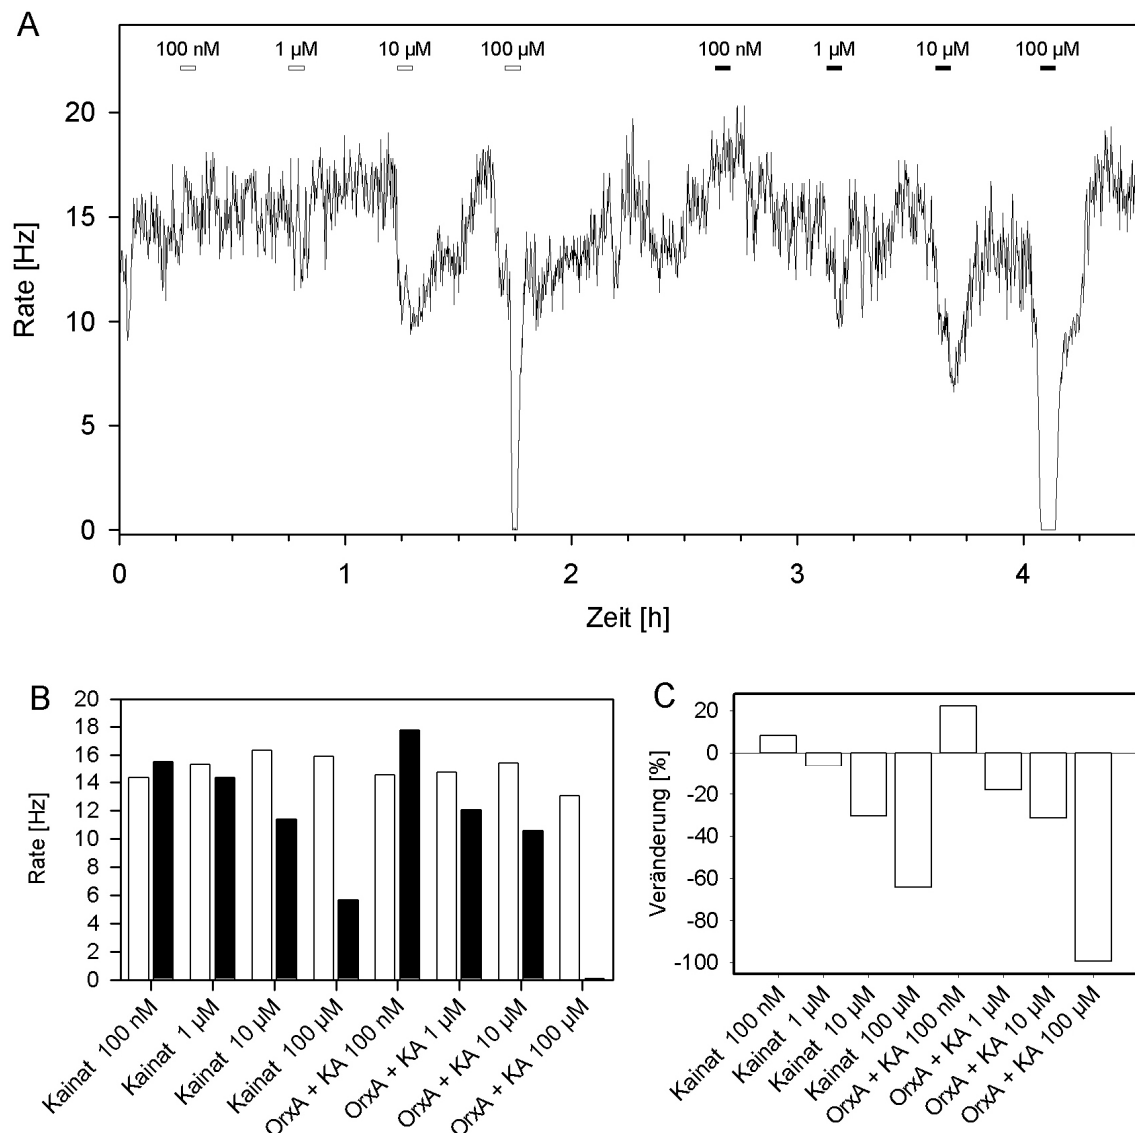 A
100 nM 1 µM 10 µM 100 µM 100 nM 1 µM 10 µM 100 µM
20
15
10
5
0
Rate [Hz]
0 1 2 3 4
Zeit [h]
B
20
18
16
14
12
10
8
6
4
2
0
Rate [Hz]
Kainat 100 nM
Kainat 1 µM
Kainat 10 µM
Kainat 100 µM
OrxA + KA 100 nM
OrxA + KA 1 µM
OrxA + KA 10 µM
OrxA + KA 100 µM
C
20
0
-20
-40
-60
-80
-100
Veränderung [%]
Kainat 100 nM
Kainat 1 µM
Kainat 10 µM
Kainat 100 µM
OrxA + KA 100 nM
OrxA + KA 1 µM
OrxA + KA 10 µM
OrxA + KA 100 µM